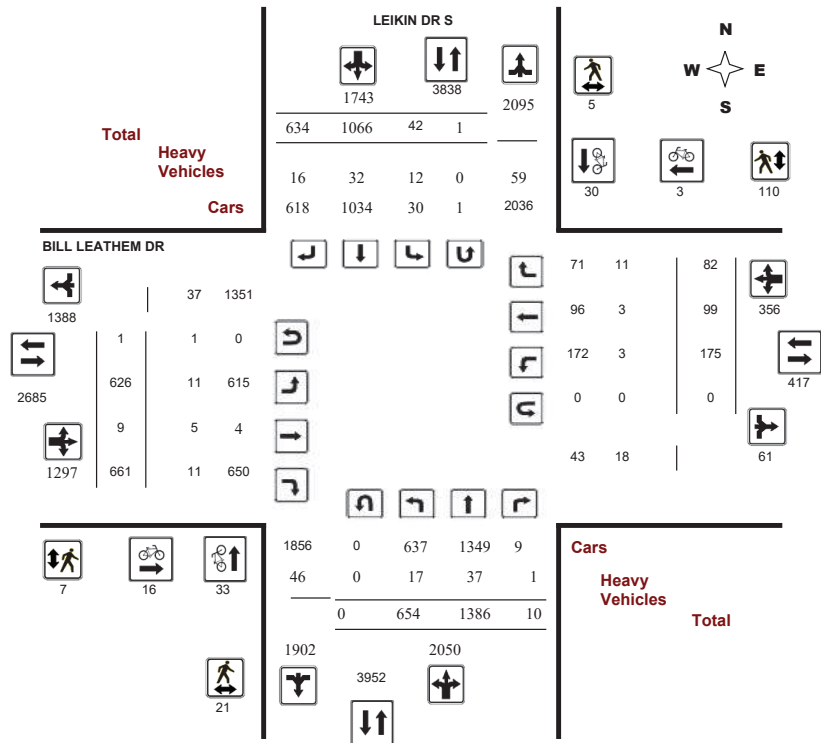 LEIKIN DR S
N
W E
S
1743 3838 2095 5
Total 634 1066 42 1
Heavy
Vehicles 16 32 12 0 59
30 3 110
Cars 618 1034 30 1 2036
BILL LEATHEM DR
71 11 82
37 1351
1388
96 3 99 356
1 1 0
172 3 175
417
2685 626 11 615
0 0 0
9 5 4
43 18 61
1297 661 11 650
1856 0 637 1349 9 Cars
46 0 17 37 1 Heavy
Vehicles
7 16 33
0 654 1386 10 Total
1902 2050
3952
21